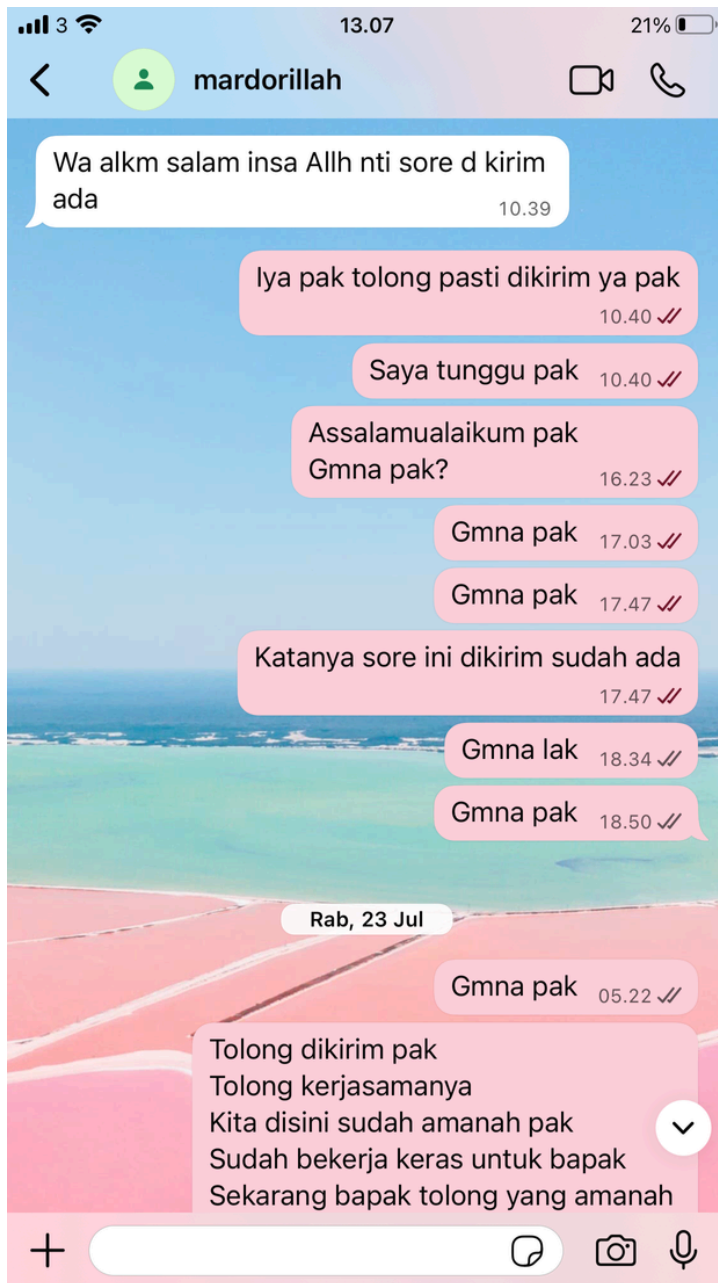 3 13.07 21%
mardorillah
Wa alkm salam insa Allh nti sore d kirim
ada
10.39
Iya pak tolong pasti dikirim ya pak
10.40
Saya tunggu pak 10.40
Assalamualaikum pak
Gmna pak? 16.23
Gmna pak 17.03
Gmna pak 17.47
Katanya sore ini dikirim sudah ada
17.47
Gmna lak 18.34
Gmna pak 18.50
Rab, 23 Jul
Gmna pak 05.22
Tolong dikirim pak
Tolong kerjasamanya
Kita disini sudah amanah pak
Sudah bekerja keras untuk bapak
Sekarang bapak tolong yang amanah